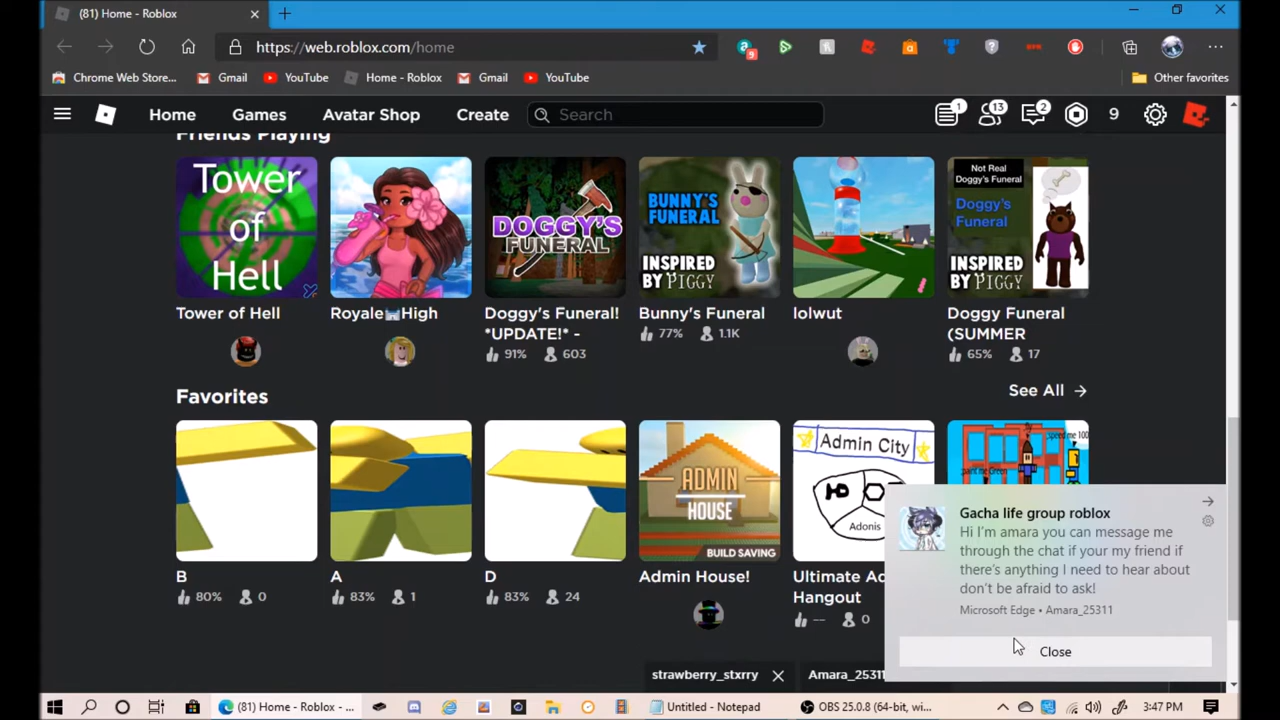 (81) Home - Roblox
https://web.roblox.com/home
9
Chrome Web Store... Gmail YouTube Home - Roblox Gmail YouTube Other favorites
Home Games Avatar Shop Create Search 1 13 2 9
Friends Playing
Tower of Hell
DOGGY'S FUNERAL
BUNNY'S FUNERAL
INSPIRED BY PIGGY
Not Real Doggy's Funeral
Doggy's Funeral
INSPIRED BY PIGGY
Tower of Hell
Royale High
Doggy's Funeral! *UPDATE!* -
91% 603
Bunny's Funeral
77% 1.1K
lolwut
Doggy Funeral (SUMMER
65% 17
Favorites See All
ADMIN HOUSE
BUILD SAVING
Admin City
Adonis
speed me 100
B
80% 0
A
83% 1
D
83% 24
Admin House!
Ultimate Ad
Hangout
-- 0
Gacha life group roblox
Hi I'm amara you can message me
through the chat if your my friend if
there's anything I need to hear about
don't be afraid to ask!
Microsoft Edge • Amara_25311
Close
strawberry_stxrry Amara_25311
(81) Home - Roblox - ... Untitled - Notepad OBS 25.0.8 (64-bit, wi... 3:47 PM